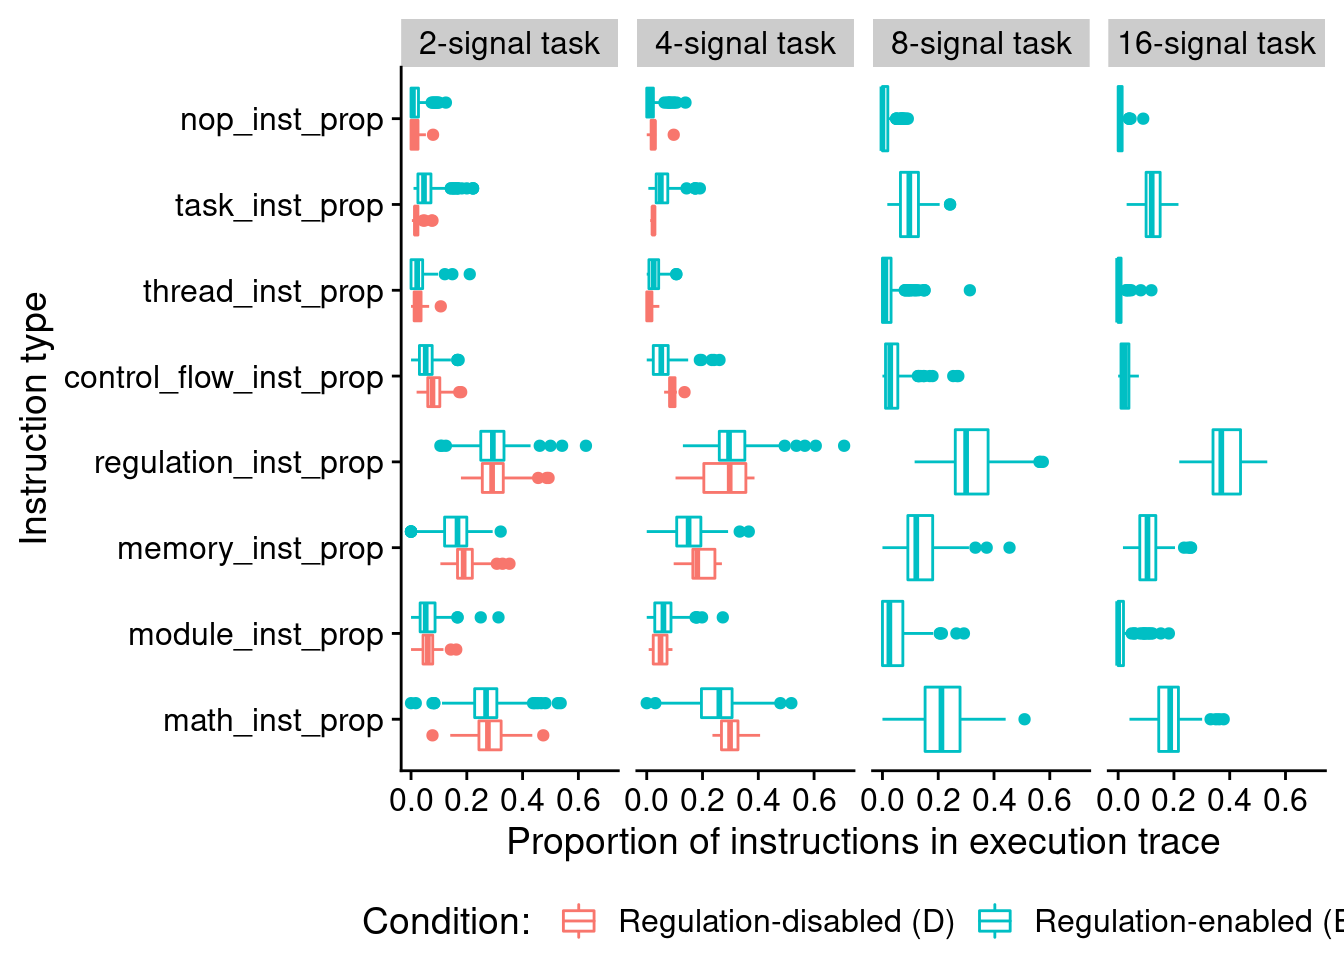 2-signal task 4-signal task 8-signal task 16-signal task
Instruction type
nop_inst_prop
task_inst_prop
thread_inst_prop
control_flow_inst_prop
regulation_inst_prop
memory_inst_prop
module_inst_prop
math_inst_prop
0.0 0.2 0.4 0.6 0.0 0.2 0.4 0.6 0.0 0.2 0.4 0.6 0.0 0.2 0.4 0.6
Proportion of instructions in execution trace
Condition: Regulation-disabled (D) Regulation-enabled (E